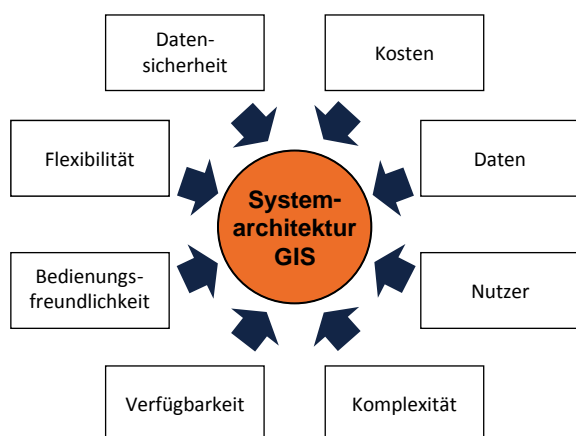 Daten-
sicherheit
Kosten
Flexibilität
Daten
System-
architektur
GIS
Bedienungs-
freundlichkeit
Nutzer
Verfügbarkeit
Komplexität